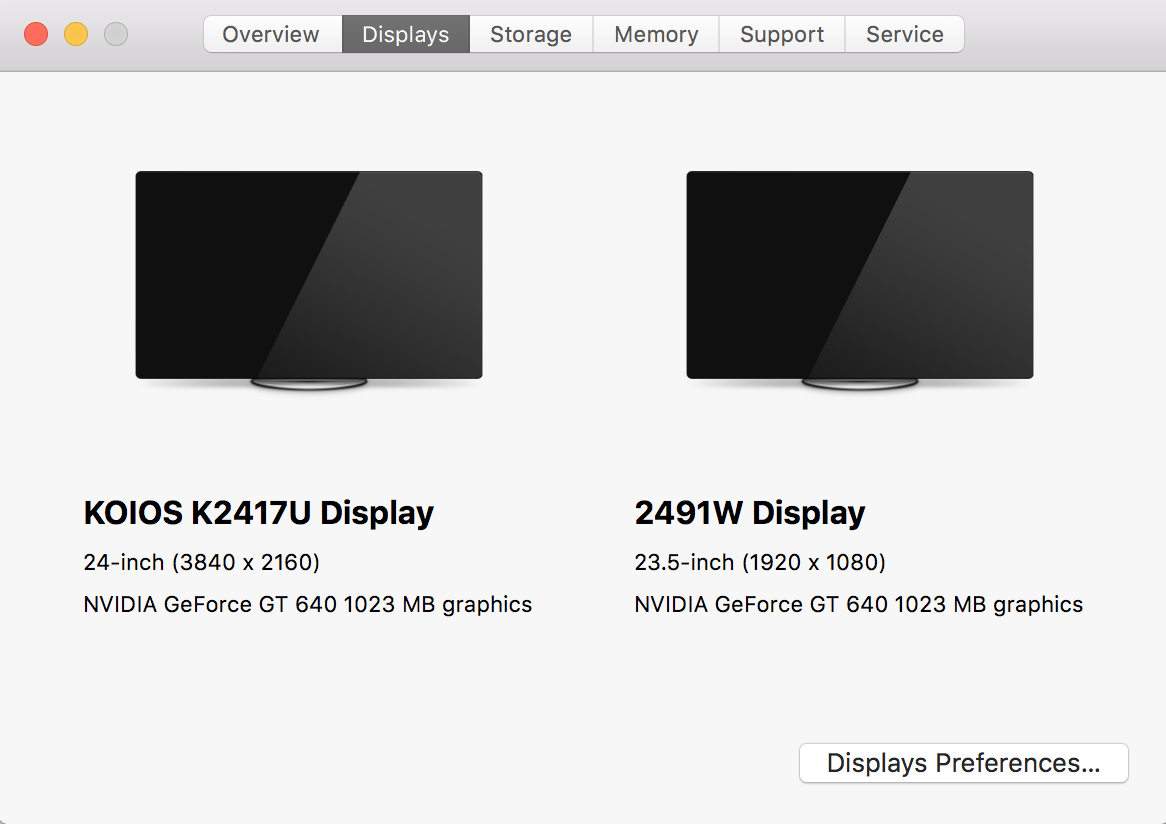 Overview Displays Storage Memory Support Service
KOIOS K2417U Display
24-inch (3840 x 2160)
NVIDIA GeForce GT 640 1023 MB graphics
2491W Display
23.5-inch (1920 x 1080)
NVIDIA GeForce GT 640 1023 MB graphics
Displays Preferences...